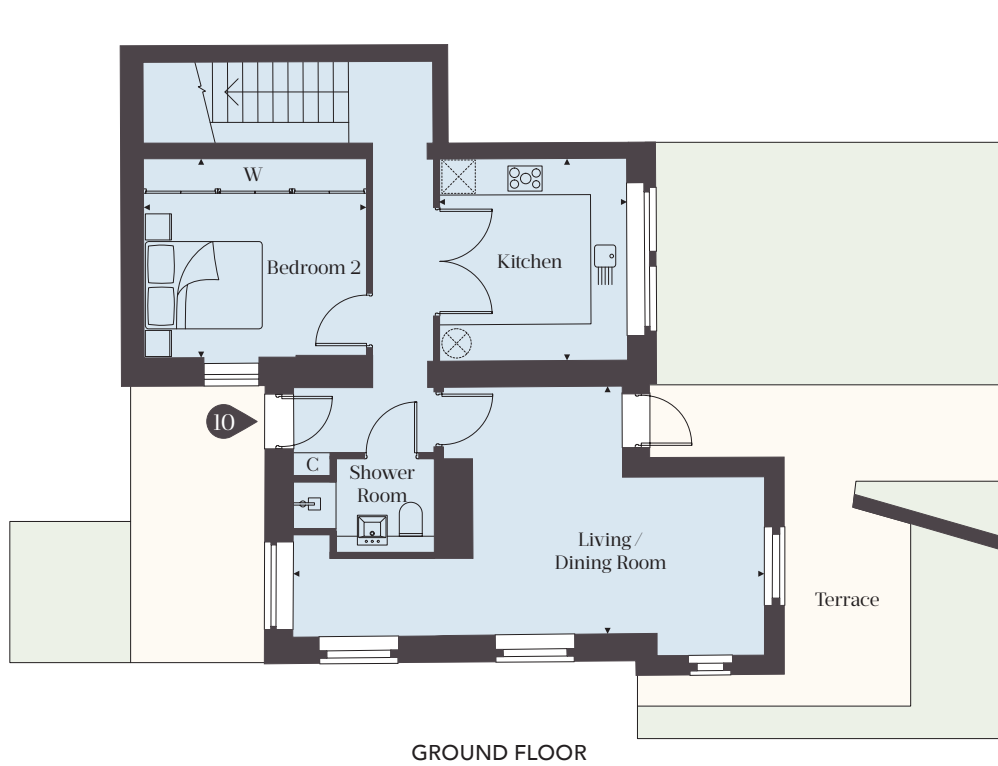 W
Bedroom 2
Kitchen
10
C
Shower
Room
Living /
Dining Room
Terrace
GROUND FLOOR